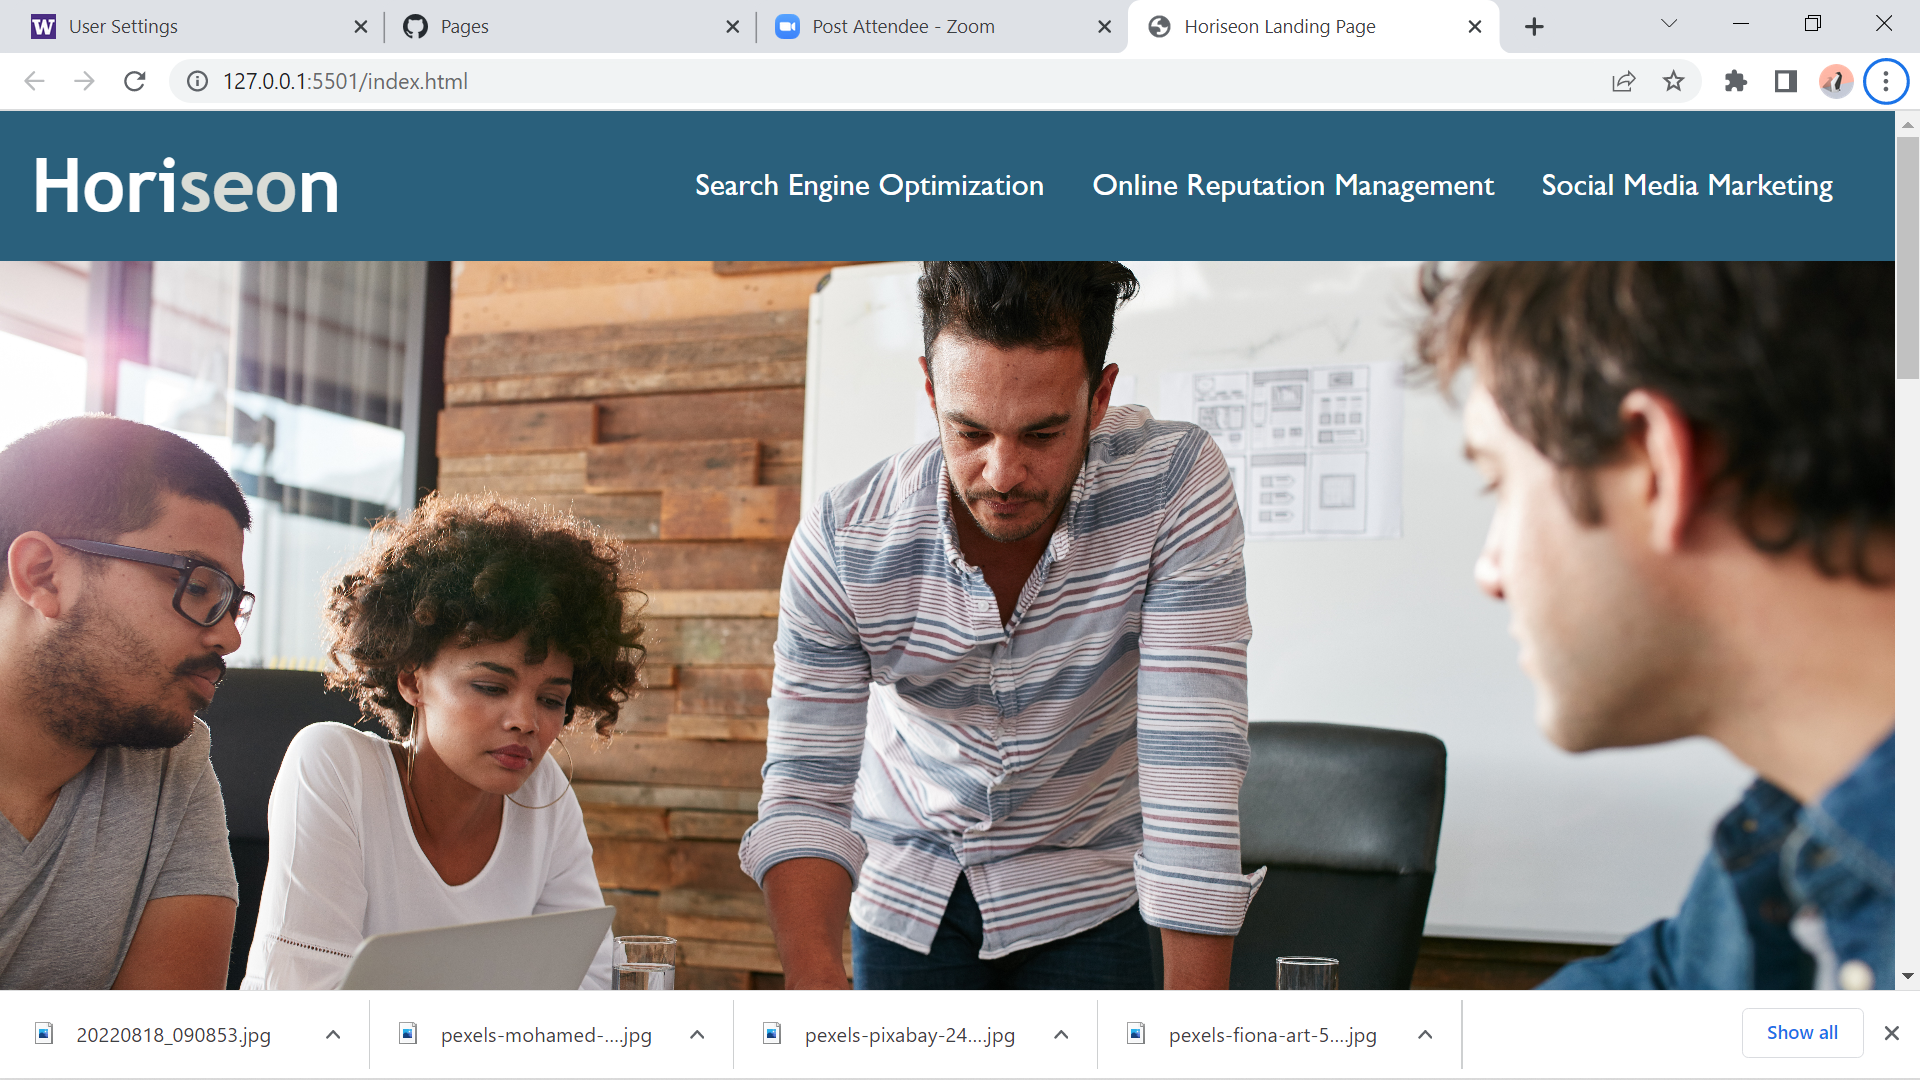 User Settings
Pages
Post Attendee - Zoom
Horiseon Landing Page
127.0.0.1:5501/index.html
Horiseon
Search Engine Optimization
Online Reputation Management
Social Media Marketing
20220818_090853.jpg
pexels-mohamed-....jpg
pexels-pixabay-24....jpg
pexels-fiona-art-5....jpg
Show all